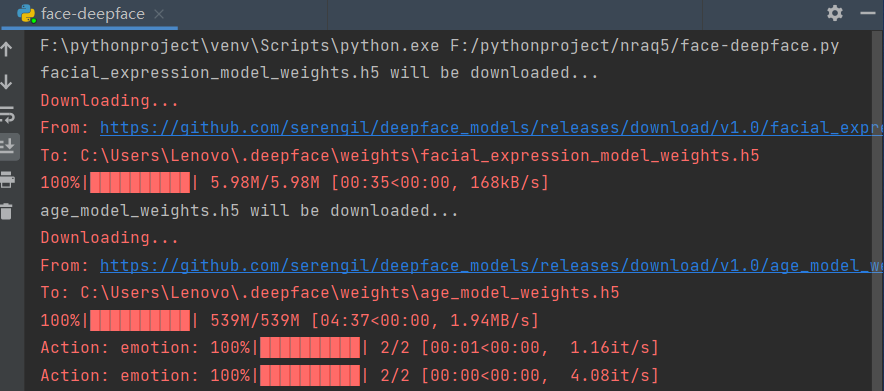 face-deepface
F:\pythonproject\venv\Scripts\python.exe F:/pythonproject/nraq5/face-deepface.py
facial_expression_model_weights.h5 will be downloaded...
Downloading...
From: https://github.com/serengil/deepface_models/releases/download/v1.0/facial_expre
To: C:\Users\Lenovo\.deepface\weights\facial_expression_model_weights.h5
100%|██████████| 5.98M/5.98M [00:35<00:00, 168kB/s]
age_model_weights.h5 will be downloaded...
Downloading...
From: https://github.com/serengil/deepface_models/releases/download/v1.0/age_model_we
To: C:\Users\Lenovo\.deepface\weights\age_model_weights.h5
100%|██████████| 539M/539M [04:37<00:00, 1.94MB/s]
Action: emotion: 100%|██████████| 2/2 [00:01<00:00,  1.16it/s]
Action: emotion: 100%|██████████| 2/2 [00:00<00:00,  4.08it/s]